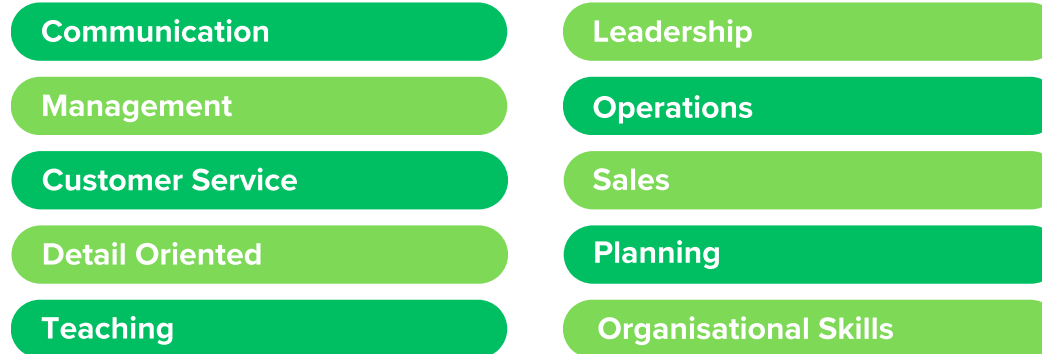 Communication
Management
Customer Service
Detail Oriented
Teaching
Leadership
Operations
Sales
Planning
Organisational Skills